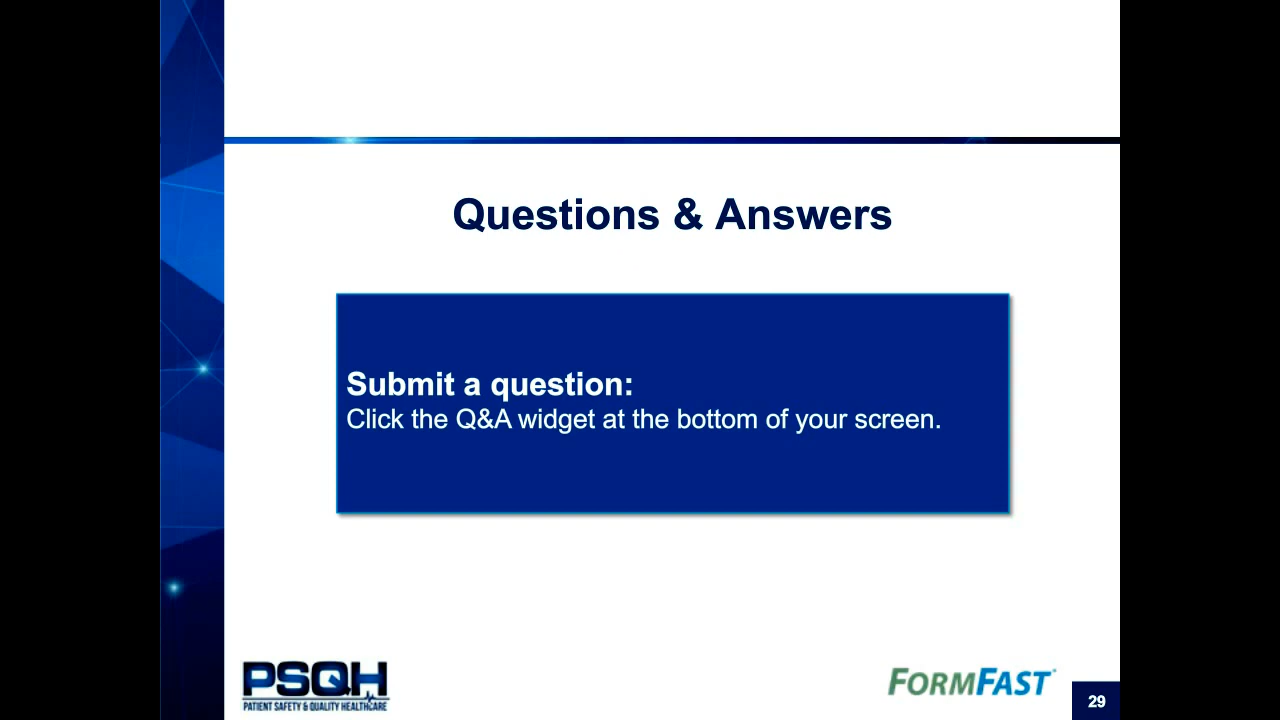 Questions & Answers
Submit a question:
Click the Q&A widget at the bottom of your screen.
PSQH
PATIENT SAFETY & QUALITY HEALTHCARE
FORMFAST
29